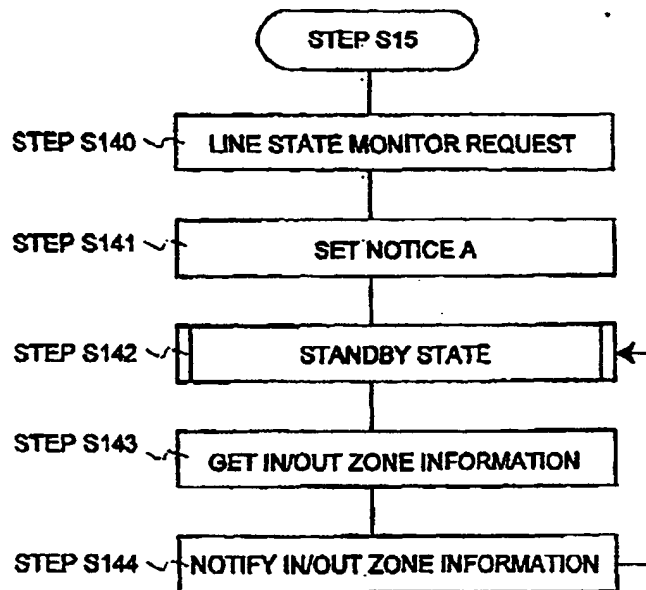 STEP S15
STEP S140 LINE STATE MONITOR REQUEST
STEP S141 SET NOTICE A
STEP S142 STANDBY STATE
STEP S143 GET IN/OUT ZONE INFORMATION
STEP S144 NOTIFY IN/OUT ZONE INFORMATION